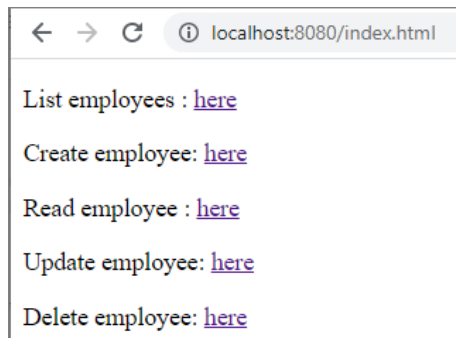 localhost:8080/index.html
List employees : here
Create employee: here
Read employee : here
Update employee: here
Delete employee: here